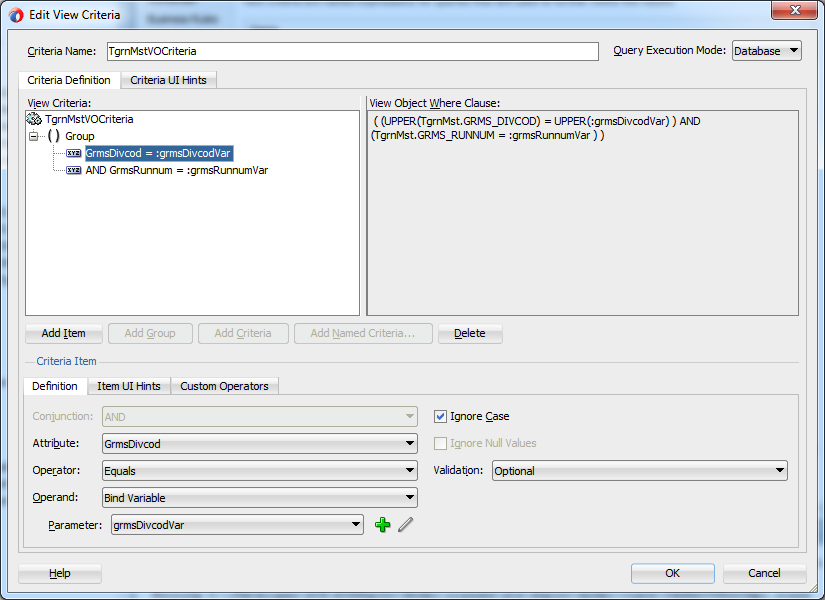 Edit View Criteria
Criteria Name: TgrnMstVOCriteria
Query Execution Mode: Database
Criteria Definition
Criteria UI Hints
View Criteria:
TgrnMstVOCriteria
( ) Group
XYZ GrmsDivcod = :grmsDivcodVar
XYZ AND GrmsRunnum = :grmsRunnumVar
View Object Where Clause:
( (UPPER(TgrnMst.GRMS_DIVCOD) = UPPER(:grmsDivcodVar) ) AND
(TgrnMst.GRMS_RUNNUM = :grmsRunnumVar ) )
Add Item
Add Group
Add Criteria
Add Named Criteria...
Delete
Criteria Item
Definition
Item UI Hints
Custom Operators
Conjunction: AND
Ignore Case
Attribute: GrmsDivcod
Ignore Null Values
Operator: Equals
Validation: Optional
Operand: Bind Variable
Parameter: grmsDivcodVar
Help
OK
Cancel